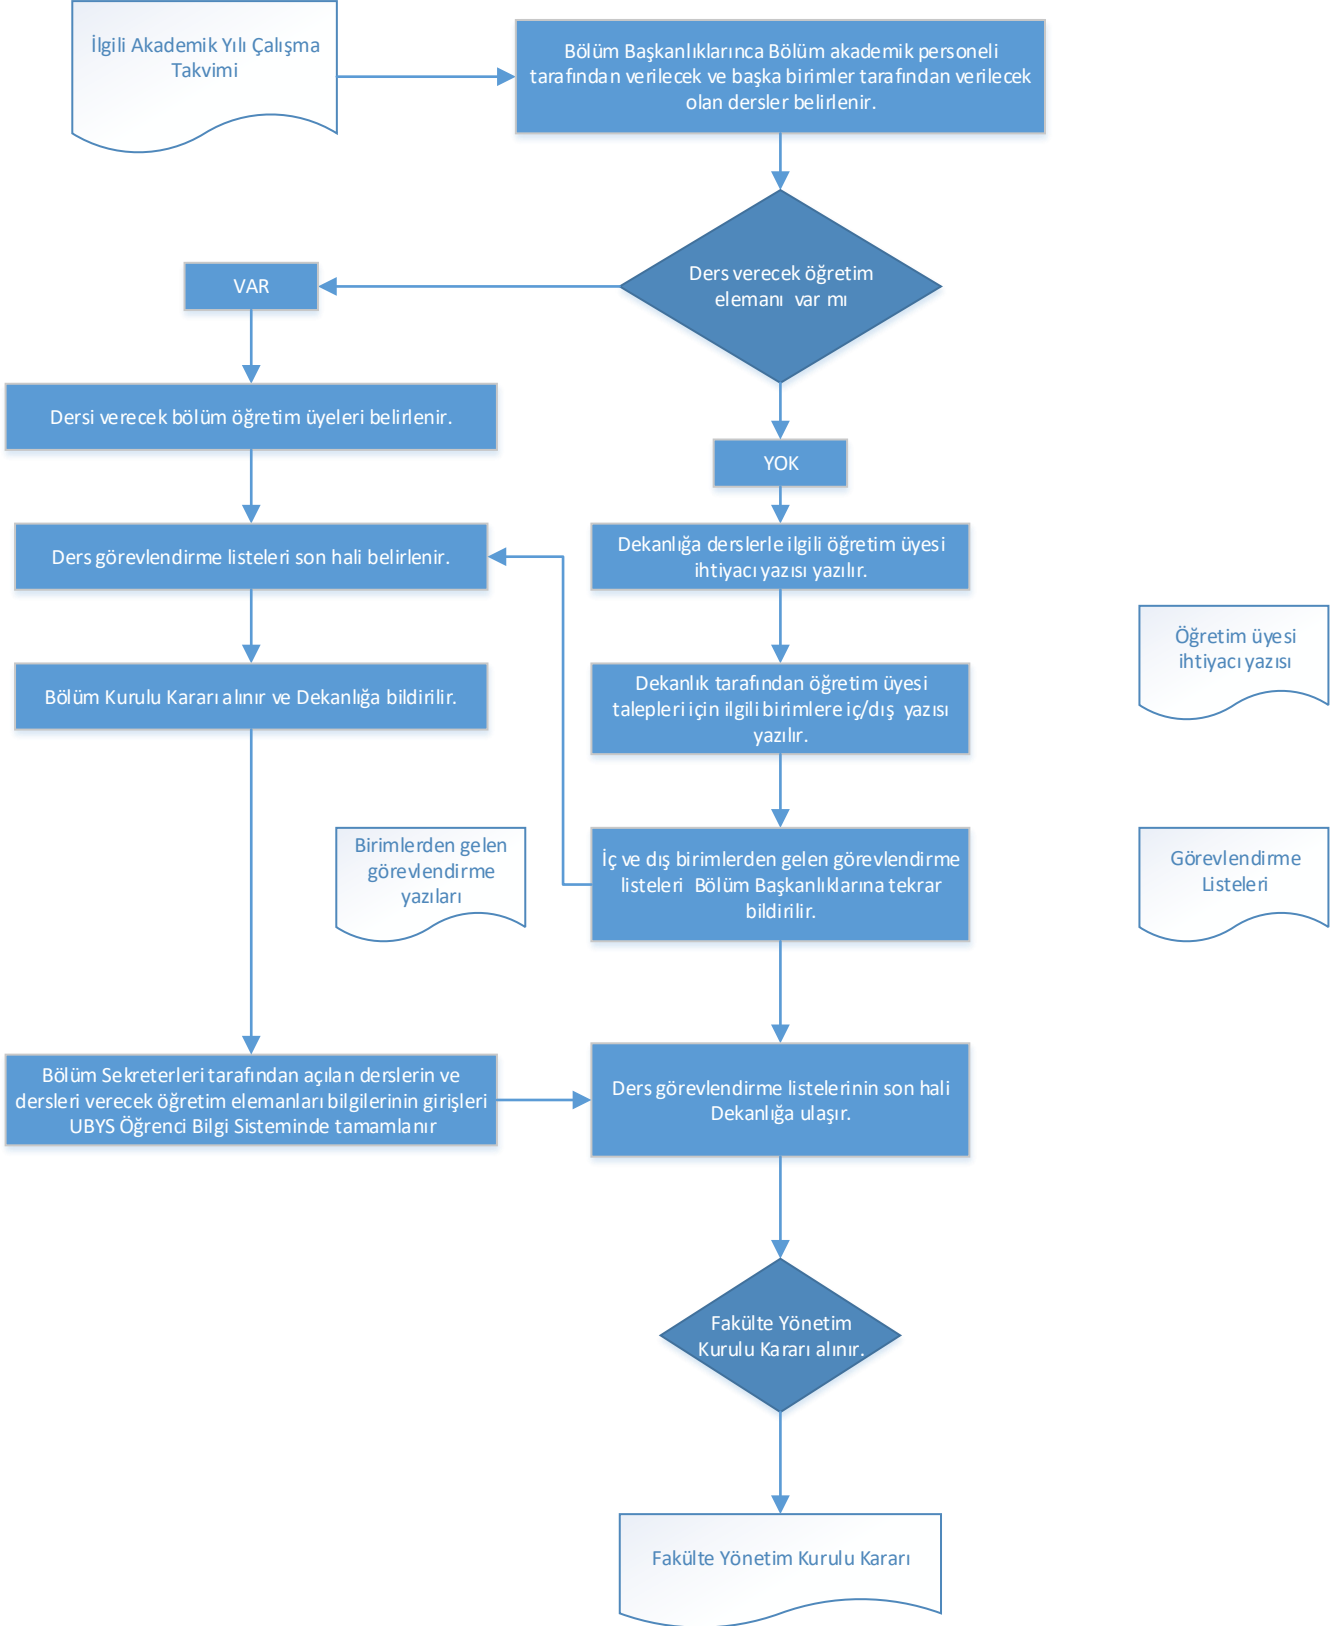 İlgili Akademik Yılı Çalışma
Takvimi
Bölüm Başkanlıklarınca Bölüm akademik personeli
tarafından verilecek ve başka birimler tarafından verilecek
olan dersler belirlenir.
Ders verecek öğretim
elemanı var mı
VAR
Dersi verecek bölüm öğretim üyeleri belirlenir.
YOK
Ders görevlendirme listeleri son hali belirlenir.
Dekanlığa derslerle ilgili öğretim üyesi
ihtiyacı yazısı yazılır.
Öğretim üyesi
ihtiyacı yazısı
Bölüm Kurulu Kararı alınır ve Dekanlığa bildirilir.
Dekanlık tarafından öğretim üyesi
talepleri için ilgili birimlere iç/dış yazısı
yazılır.
Birimlerden gelen
görevlendirme
yazıları
İç ve dış birimlerden gelen görevlendirme
listeleri Bölüm Başkanlıklarına tekrar
bildirilir.
Görevlendirme
Listeleri
Bölüm Sekreterleri tarafından açılan derslerin ve
dersleri verecek öğretim elemanları bilgilerinin girişleri
UBYS Öğrenci Bilgi Sisteminde tamamlanır
Ders görevlendirme listelerinin son hali
Dekanlığa ulaşır.
Fakülte Yönetim
Kurulu Kararı alınır.
Fakülte Yönetim Kurulu Kararı